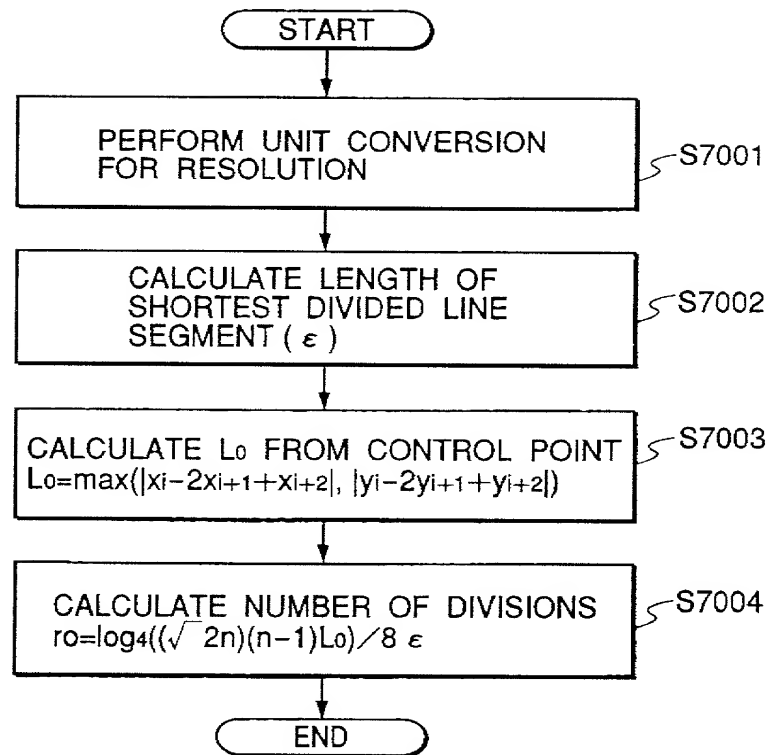 START
PERFORM UNIT CONVERSION
FOR RESOLUTION
S7001
CALCULATE LENGTH OF
SHORTEST DIVIDED LINE
SEGMENT ( ε )
S7002
CALCULATE L0 FROM CONTROL POINT
L0=max(|xi-2xi+1+xi+2|, |yi-2yi+1+yi+2|)
S7003
CALCULATE NUMBER OF DIVISIONS
ro=log4((√ 2n)(n-1)L0)/8 ε
S7004
END